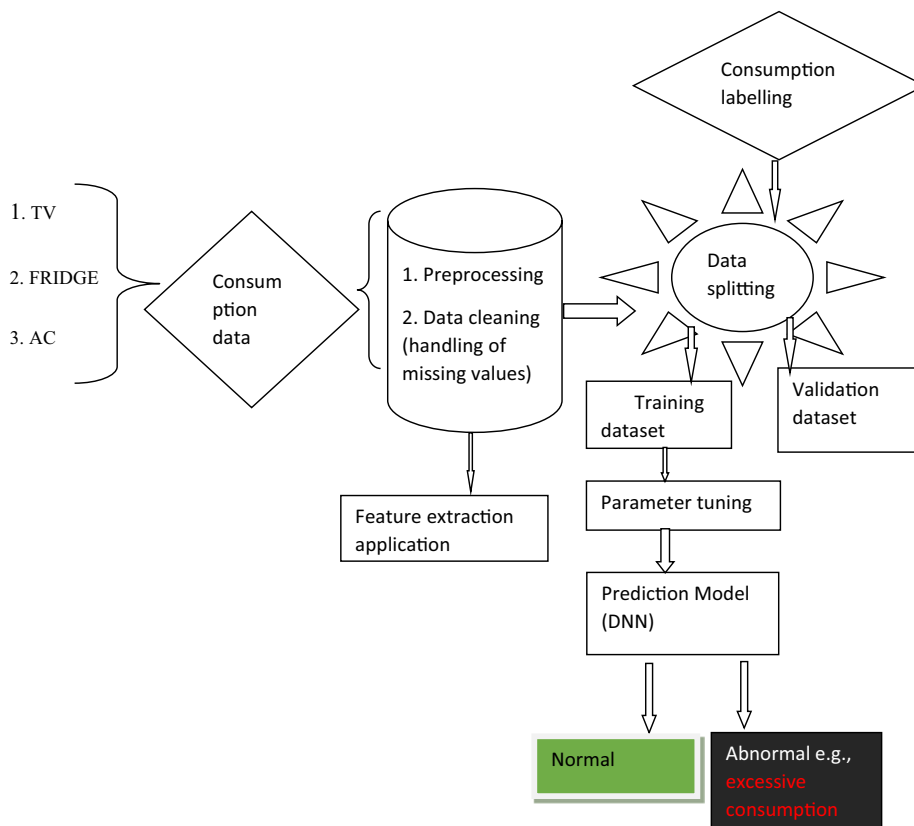 Consumption
labelling
1. TV
2. FRIDGE
3. AC
Consum
ption
data
1. Preprocessing
2. Data cleaning
(handling of
missing values)
Data
splitting
Training
dataset
Validation
dataset
Feature extraction
application
Parameter tuning
Prediction Model
(DNN)
Normal
Abnormal e.g.,
excessive
consumption